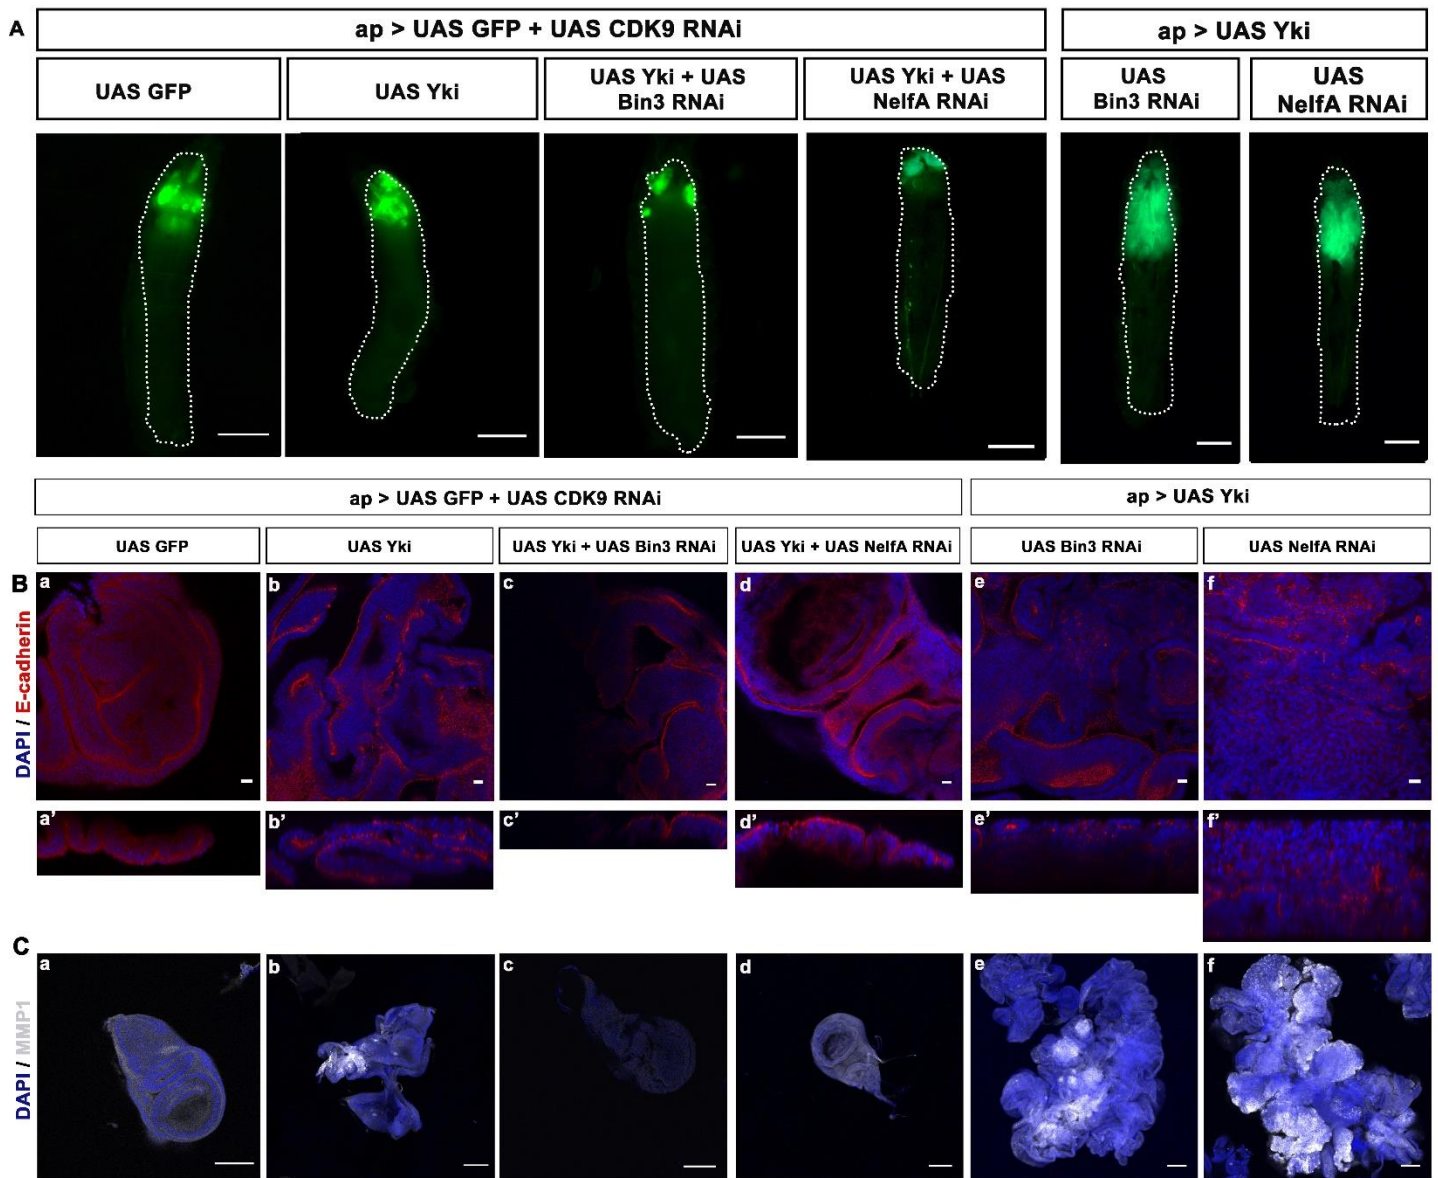 A
ap > UAS GFP + UAS CDK9 RNAi
ap > UAS Yki
UAS GFP
UAS Yki
UAS Yki + UAS
Bin3 RNAi
UAS Yki + UAS
NelfA RNAi
UAS
Bin3 RNAi
UAS
NelfA RNAi
ap > UAS GFP + UAS CDK9 RNAi
ap > UAS Yki
UAS GFP
UAS Yki
UAS Yki + UAS Bin3 RNAi
UAS Yki + UAS NelfA RNAi
UAS Bin3 RNAi
UAS NelfA RNAi
B
DAPI / E-cadherin
a
b
c
d
e
f
a’
b’
c’
d’
e’
f’
C
DAPI / MMP1
a
b
c
d
e
f